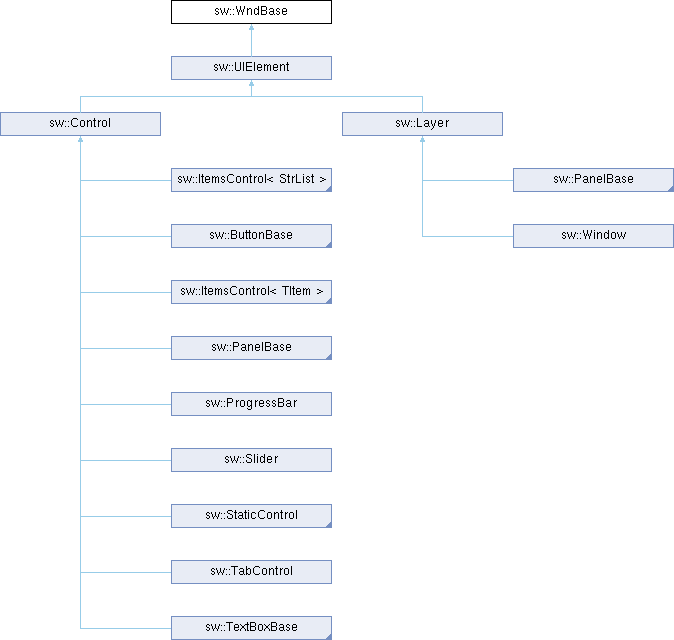 sw::WndBase
sw::UIElement
sw::Control
sw::Layer
sw::ItemsControl< StrList >
sw::PanelBase
sw::ButtonBase
sw::Window
sw::ItemsControl< TItem >
sw::PanelBase
sw::ProgressBar
sw::Slider
sw::StaticControl
sw::TabControl
sw::TextBoxBase